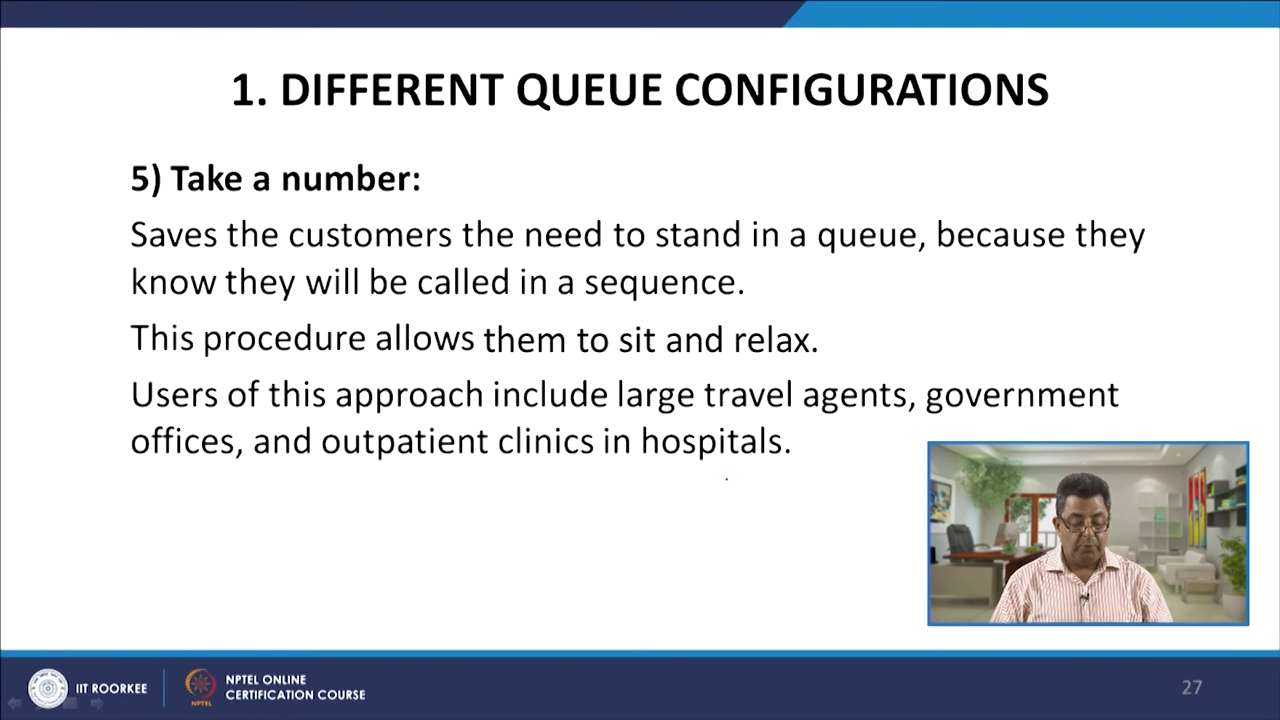 1. DIFFERENT QUEUE CONFIGURATIONS
5) Take a number:
Saves the customers the need to stand in a queue, because they
know they will be called in a sequence.
This procedure allows them to sit and relax.
Users of this approach include large travel agents, government
offices, and outpatient clinics in hospitals.
IIT ROORKEE
NPTEL
NPTEL ONLINE
CERTIFICATION COURSE
27